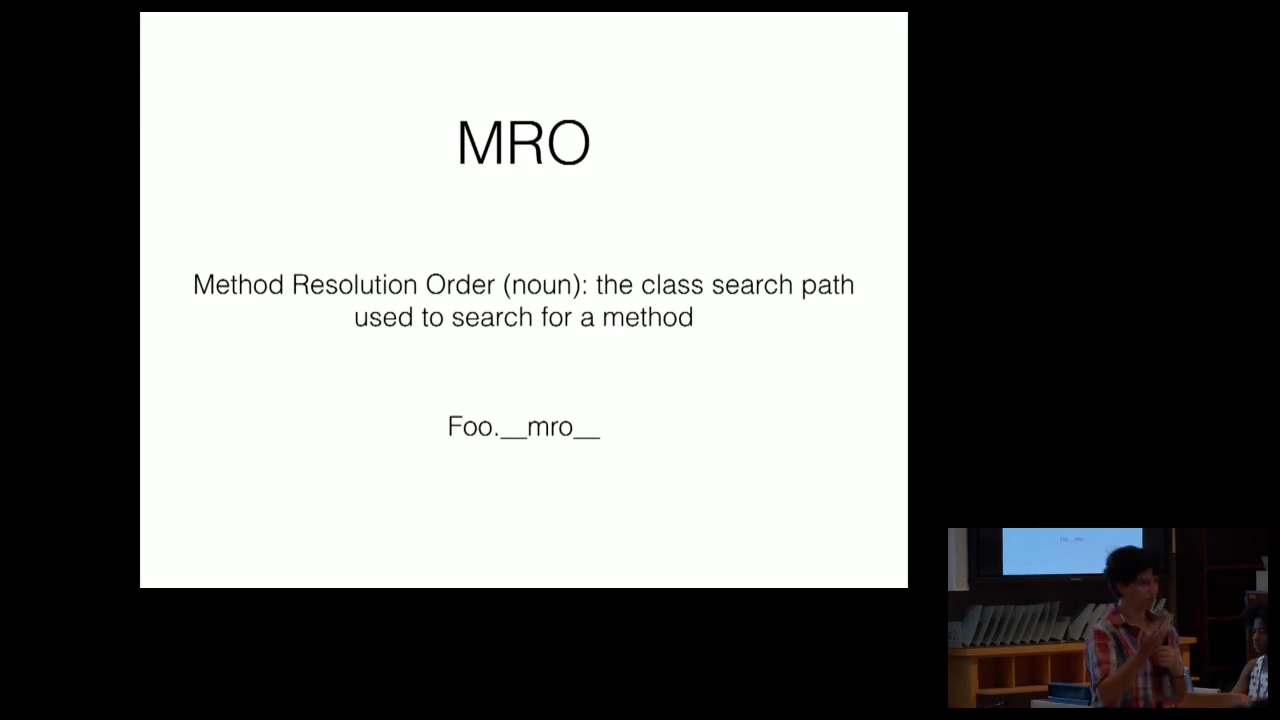 MRO
Method Resolution Order (noun): the class search path
used to search for a method
Foo.__mro__